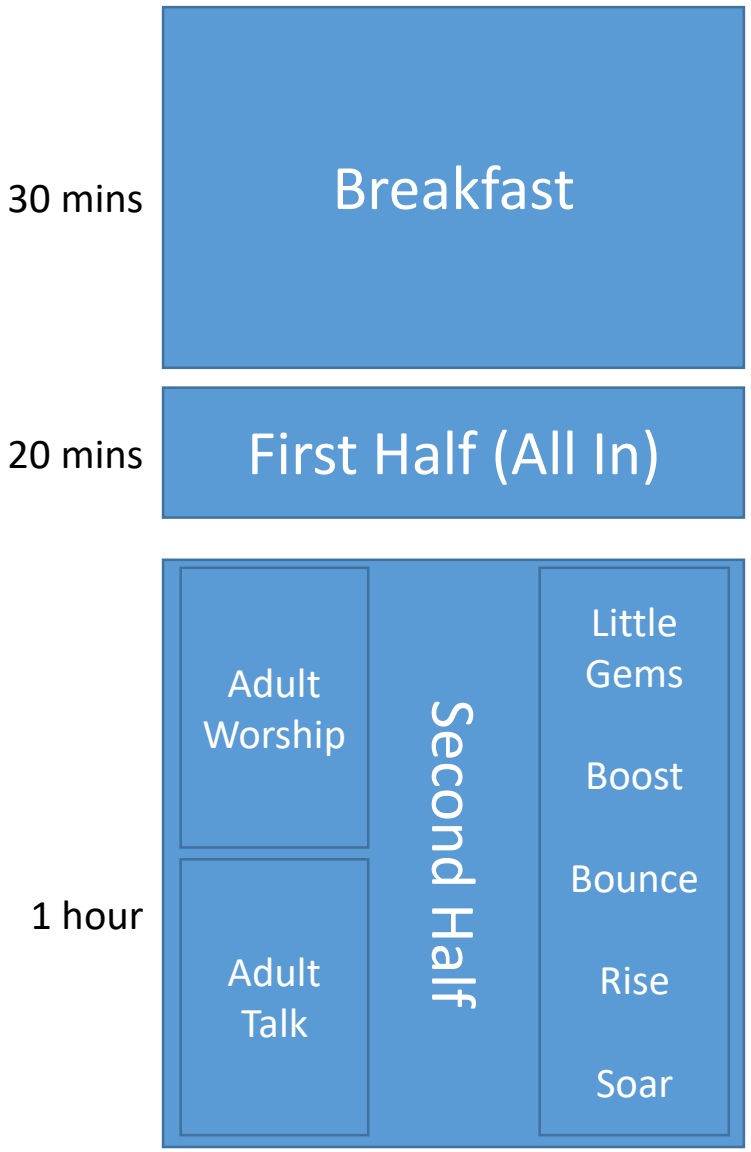 30 mins
Breakfast
20 mins
First Half (All In)
1 hour
Adult
Worship
Adult
Talk
Second Half
Little
Gems
Boost
Bounce
Rise
Soar